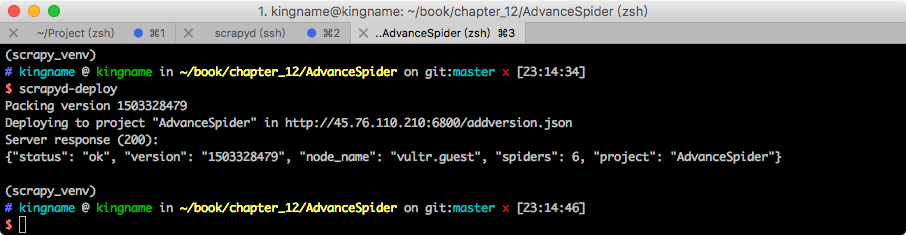 1. kingname@kingname: ~/book/chapter_12/AdvanceSpider (zsh)
~/Project (zsh) ⌘1 scrapyd (ssh) ⌘2 ..AdvanceSpider (zsh) ⌘3
(scrapy_venv)
# kingname @ kingname in ~/book/chapter_12/AdvanceSpider on git:master x [23:14:34]
$ scrapyd-deploy
Packing version 1503328479
Deploying to project "AdvanceSpider" in http://45.76.110.210:6800/addversion.json
Server response (200):
{"status": "ok", "version": "1503328479", "node_name": "vultr.guest", "spiders": 6, "project": "AdvanceSpider"}
(scrapy_venv)
# kingname @ kingname in ~/book/chapter_12/AdvanceSpider on git:master x [23:14:46]
$